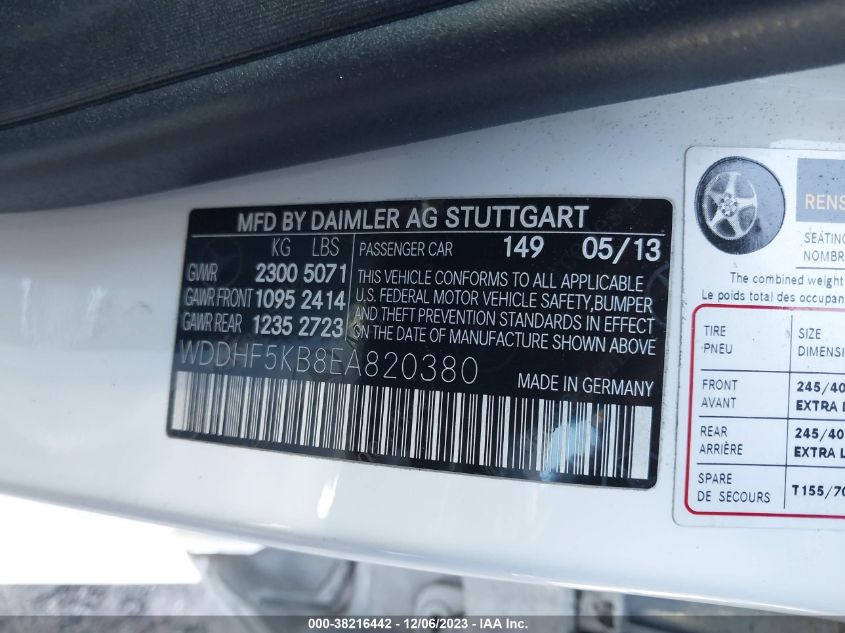 MFD BY DAIMLER AG STUTTGART
KG LBS
GVWR 2300 5071
GAWR FRONT 1095 2414
GAWR REAR 1235 2723
PASSENGER CAR 149 05/13
THIS VEHICLE CONFORMS TO ALL APPLICABLE
U.S. FEDERAL MOTOR VEHICLE SAFETY,BUMPER
AND THEFT PREVENTION STANDARDS IN EFFECT
ON THE DATE OF MANUFACTURE SHOWN ABOVE.
WDDHF5KB8EA820380
MADE IN GERMANY
RENS
SEATING
NOMBR
The combined weight
Le poids total des occupan
TIRE SIZE
PNEU DIMENSI
FRONT 245/40
AVANT EXTRA L
REAR 245/40
ARRIÈRE EXTRA L
SPARE
DE SECOURS T155/70
000-38216442 - 12/06/2023 - IAA Inc.